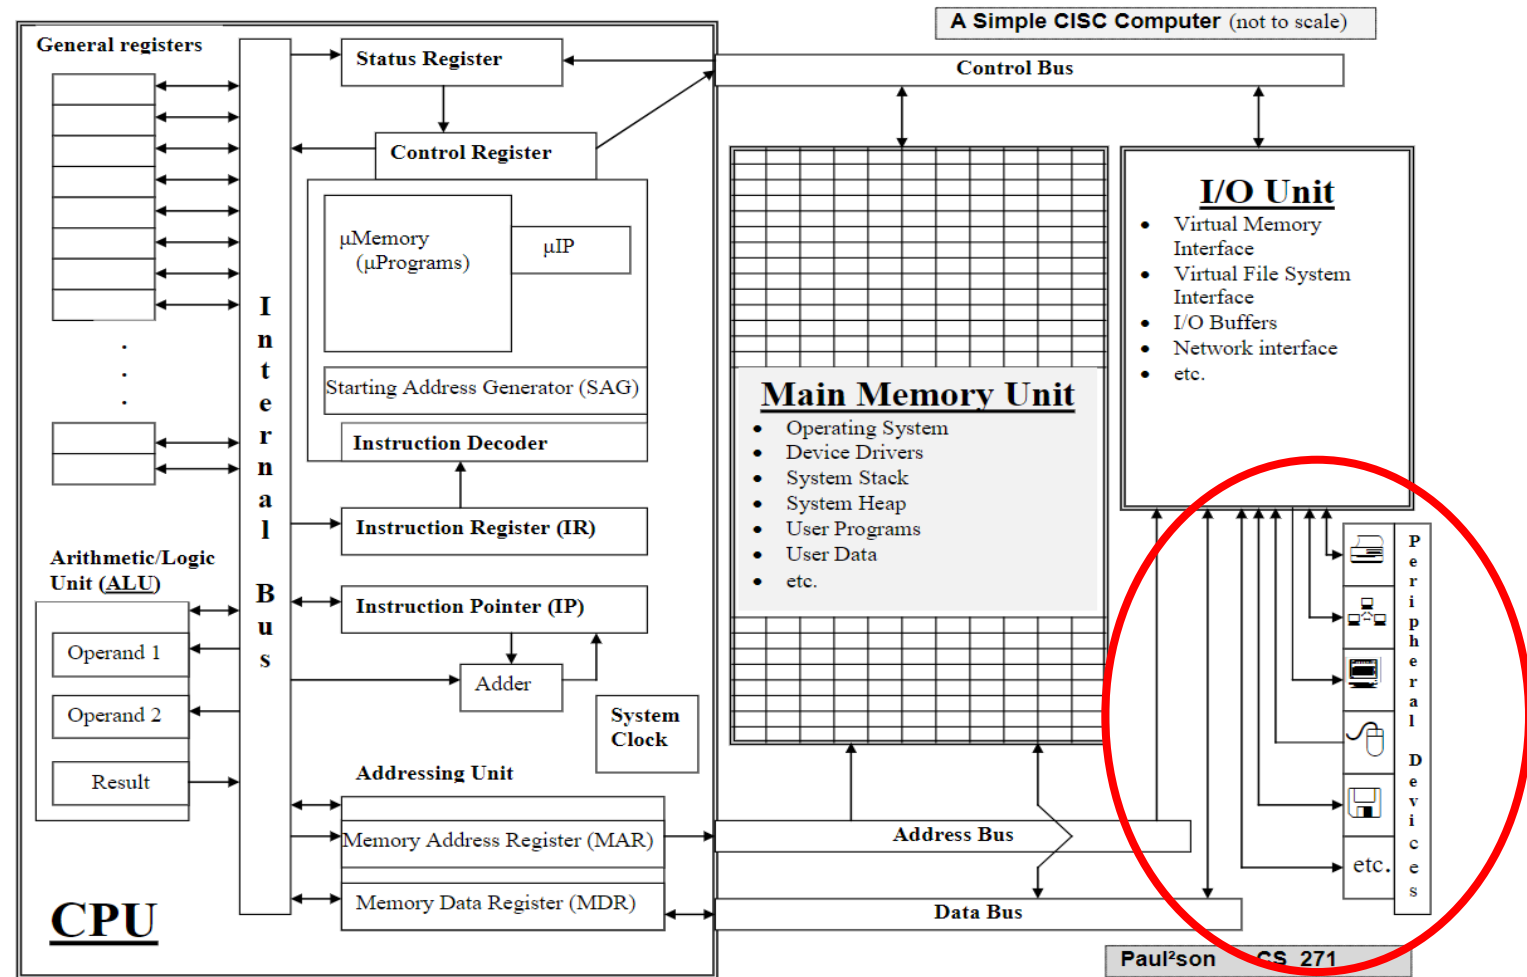 A Simple CISC Computer (not to scale)
General registers
Status Register
Control Bus
Control Register
μMemory
(μPrograms)
μIP
Starting Address Generator (SAG)
Instruction Decoder
Instruction Register (IR)
Instruction Pointer (IP)
Adder
System
Clock
Internal Bus
.
.
.
Arithmetic/Logic
Unit (ALU)
Operand 1
Operand 2
Result
Addressing Unit
Memory Address Register (MAR)
Memory Data Register (MDR)
CPU
Main Memory Unit
• Operating System
• Device Drivers
• System Stack
• System Heap
• User Programs
• User Data
• etc.
I/O Unit
• Virtual Memory
Interface
• Virtual File System
Interface
• I/O Buffers
• Network interface
• etc.
Peripheral Devices
etc.
Address Bus
Data Bus
Paul²son CS 271